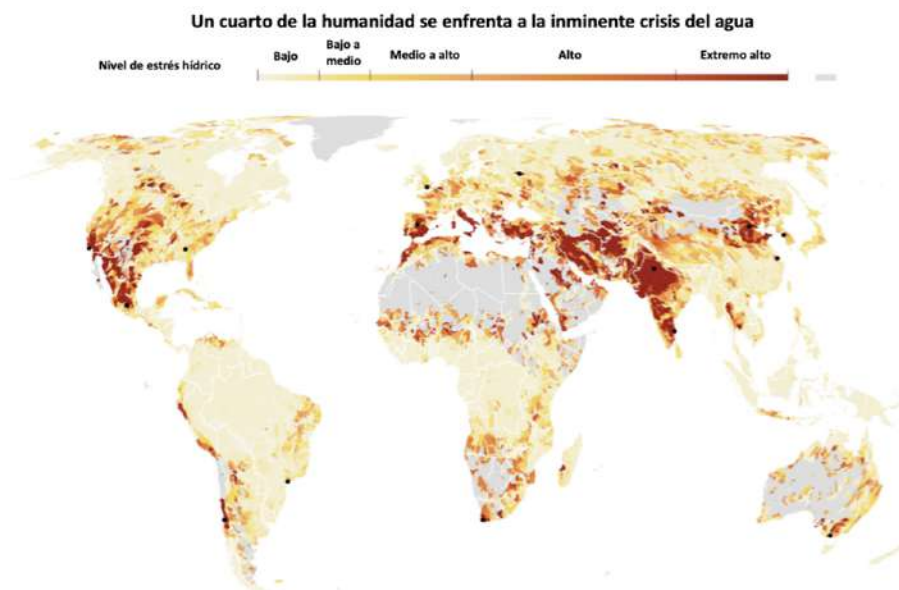 Un cuarto de la humanidad se enfrenta a la inminente crisis del agua
Nivel de estrés hídrico
Bajo
Bajo a
medio
Medio a alto
Alto
Extremo alto